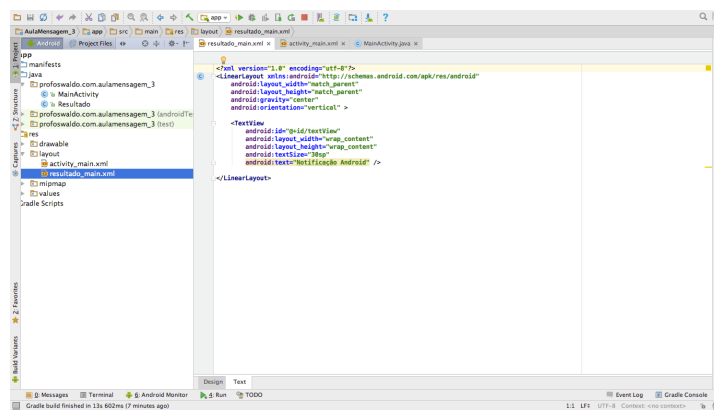 app
AulaMensagem_3 app src main res layout resultado_main.xml
Android Project Files
resultado_main.xml × activity_main.xml × MainActivity.java ×
1: Project
Z: Structure
Captures
2: Favorites
Build Variants
app
manifests
java
profoswaldo.com.aulamensagem_3
MainActivity
Resultado
profoswaldo.com.aulamensagem_3 (androidTe
profoswaldo.com.aulamensagem_3 (test)
res
drawable
layout
activity_main.xml
resultado_main.xml
mipmap
values
Gradle Scripts
<?xml version="1.0" encoding="utf-8"?>
<LinearLayout xmlns:android="http://schemas.android.com/apk/res/android"
android:layout_width="match_parent"
android:layout_height="match_parent"
android:gravity="center"
android:orientation="vertical" >
<TextView
android:id="@+id/textView"
android:layout_width="wrap_content"
android:layout_height="wrap_content"
android:textSize="30sp"
android:text="Notificação Android" />
</LinearLayout>
Design Text
0: Messages Terminal 6: Android Monitor 4: Run TODO Event Log Gradle Console
Gradle build finished in 13s 602ms (7 minutes ago) 1:1 LF÷ UTF-8 Context: <no context>